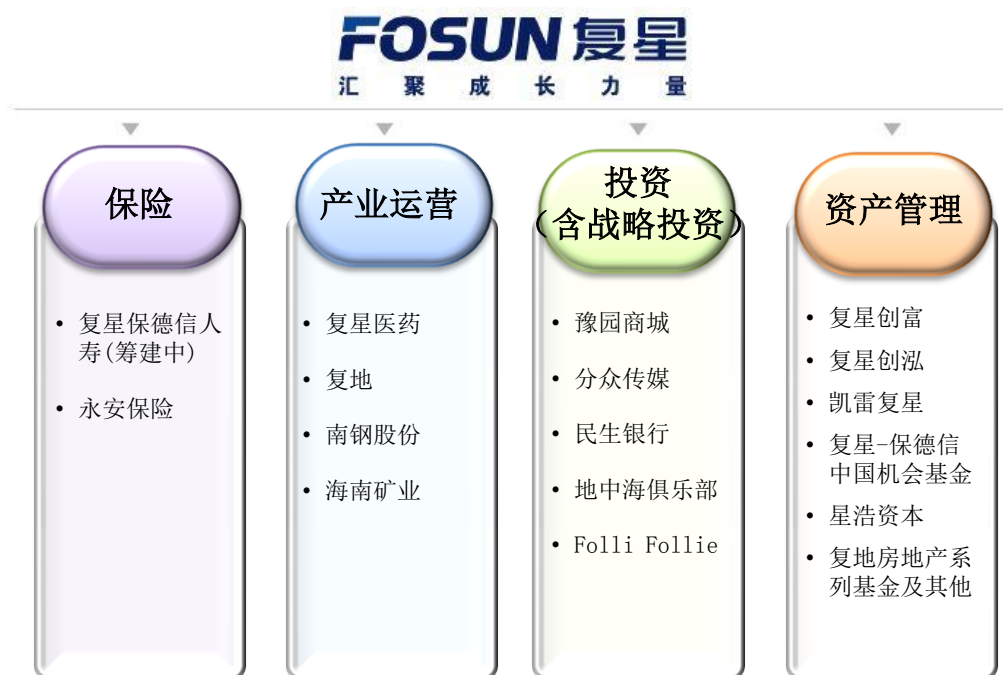 FOSUN 复星
汇聚成长力量
保险
• 复星保德信人
寿(筹建中)
• 永安保险
产业运营
• 复星医药
• 复地
• 南钢股份
• 海南矿业
投资
(含战略投资)
• 豫园商城
• 分众传媒
• 民生银行
• 地中海俱乐部
• Folli Follie
资产管理
• 复星创富
• 复星创泓
• 凯雷复星
• 复星-保德信
中国机会基金
• 星浩资本
• 复地房地产系
列基金及其他